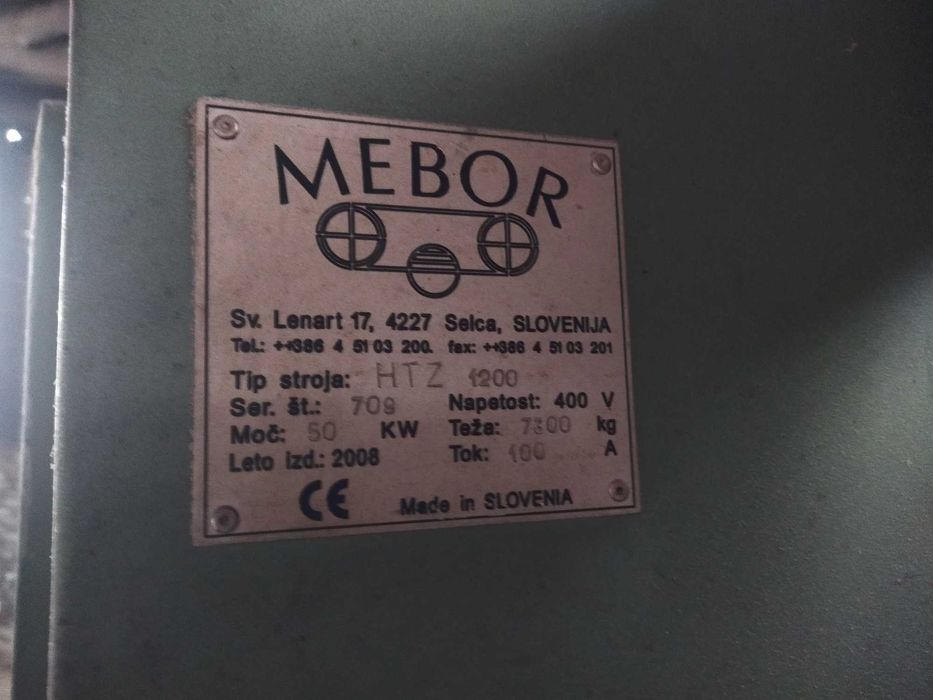 MEBOR
Sv. Lenart 17, 4227 Selca, SLOVENIJA
Tel.: ++386 4 51 03 200. fax: ++386 4 51 03 201
Tip stroja: HTZ 1200
Ser. št.: 709 Napetost: 400 V
Moč: 50 KW Teža: 7300 kg
Leto izd.: 2008 Tok: 100 A
CE Made in SLOVENIA